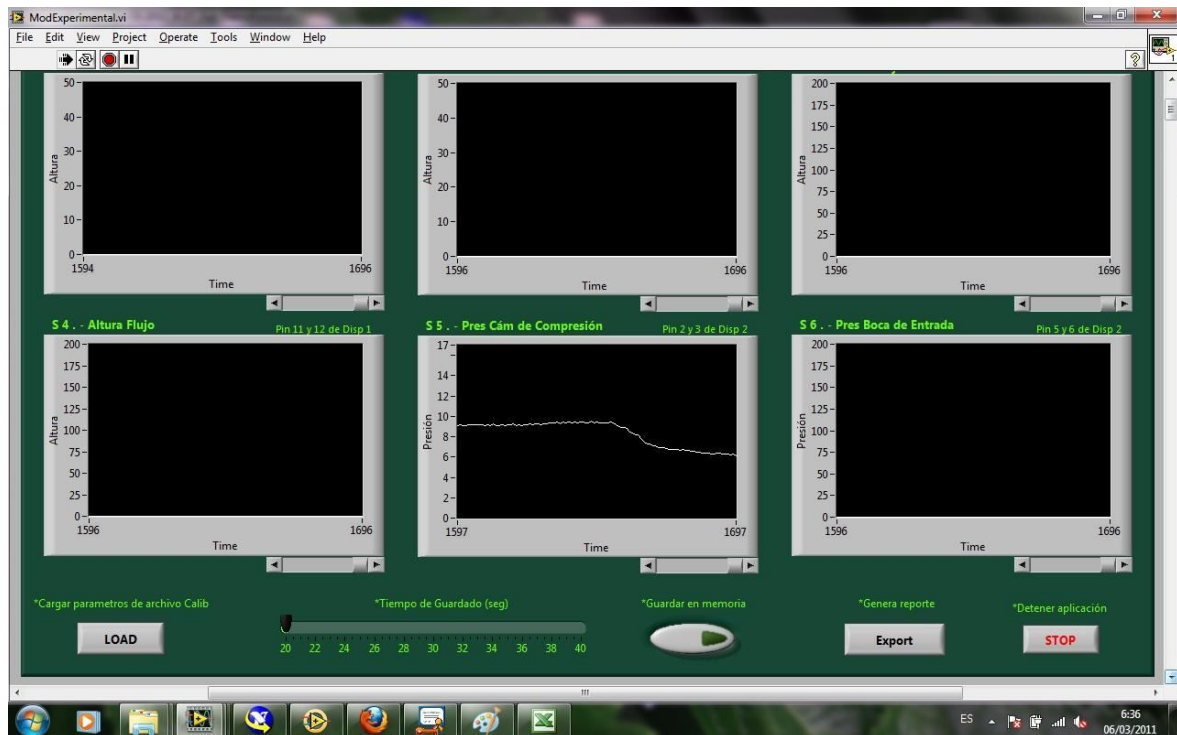 ModExperimental.vi
File Edit View Project Operate Tools Window Help
1
50
40
30
20
10
0
Altura
1594 1696
Time
50
40
30
20
10
0
Altura
1596 1696
Time
200
175
150
125
100
75
50
25
0
Altura
1596 1696
Time
S 4 . - Altura Flujo Pin 11 y 12 de Disp 1
200
175
150
125
100
75
50
25
0
Altura
1596 1696
Time
S 5 . - Pres Cám de Compresión Pin 2 y 3 de Disp 2
17
14
12
10
8
6
4
2
0
Presión
1597 1697
Time
S 6 . - Pres Boca de Entrada Pin 5 y 6 de Disp 2
200
175
150
125
100
75
50
25
0
Presión
1596 1696
Time
*Cargar parametros de archivo Calib
LOAD
*Tiempo de Guardado (seg)
20 22 24 26 28 30 32 34 36 38 40
*Guardar en memoria
*Genera reporte
Export
*Detener aplicación
STOP
ES
6:36
06/03/2011